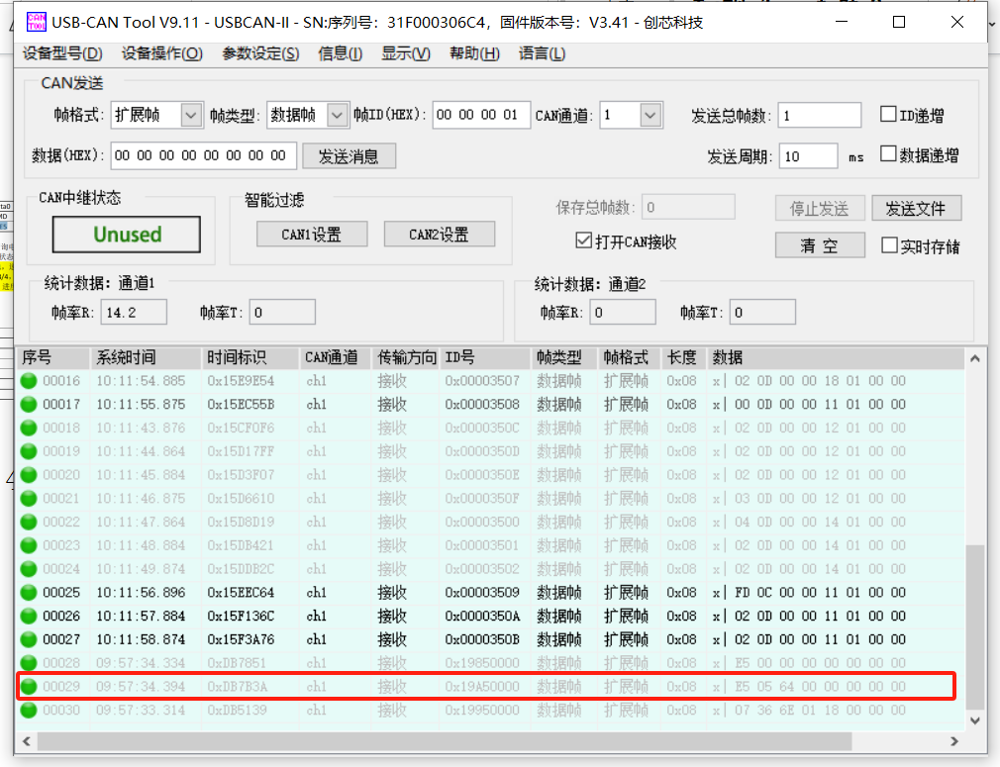 USB-CAN Tool V9.11 - USBCAN-II - SN:序列号：31F000306C4，固件版本号：V3.41 - 创芯科技
设备型号(D) 设备操作(O) 参数设定(S) 信息(I) 显示(V) 帮助(H) 语言(L)
CAN发送
帧格式: 扩展帧 帧类型: 数据帧 帧ID(HEX): 00 00 00 01 CAN通道: 1 发送总帧数: 1 ID递增
数据(HEX): 00 00 00 00 00 00 00 00 发送消息 发送周期: 10 ms 数据递增
CAN中继状态 智能过滤 保存总帧数: 0 停止发送 发送文件
Unused CAN1设置 CAN2设置 打开CAN接收 清 空 实时存储
统计数据：通道1 统计数据：通道2
帧率R: 14.2 帧率T: 0 帧率R: 0 帧率T: 0
序号 系统时间 时间标识 CAN通道 传输方向 ID号 帧类型 帧格式 长度 数据
00016 10:11:54.885 0x15E9E54 ch1 接收 0x00003507 数据帧 扩展帧 0x08 x| 02 0D 00 00 18 01 00 00
00017 10:11:55.875 0x15EC55B ch1 接收 0x00003508 数据帧 扩展帧 0x08 x| 00 0D 00 00 11 01 00 00
00018 10:11:43.876 0x15CF0F6 ch1 接收 0x0000350C 数据帧 扩展帧 0x08 x| 02 0D 00 00 12 01 00 00
00019 10:11:44.864 0x15D17FF ch1 接收 0x0000350D 数据帧 扩展帧 0x08 x| 02 0D 00 00 12 01 00 00
00020 10:11:45.884 0x15D3F07 ch1 接收 0x0000350E 数据帧 扩展帧 0x08 x| 02 0D 00 00 12 01 00 00
00021 10:11:46.875 0x15D6610 ch1 接收 0x0000350F 数据帧 扩展帧 0x08 x| 03 0D 00 00 12 01 00 00
00022 10:11:47.864 0x15D8D19 ch1 接收 0x00003500 数据帧 扩展帧 0x08 x| 04 0D 00 00 14 01 00 00
00023 10:11:48.884 0x15DB421 ch1 接收 0x00003501 数据帧 扩展帧 0x08 x| 02 0D 00 00 14 01 00 00
00024 10:11:49.874 0x15DDB2C ch1 接收 0x00003502 数据帧 扩展帧 0x08 x| 02 0D 00 00 14 01 00 00
00025 10:11:56.896 0x15EEC64 ch1 接收 0x00003509 数据帧 扩展帧 0x08 x| FD 0C 00 00 11 01 00 00
00026 10:11:57.884 0x15F136C ch1 接收 0x0000350A 数据帧 扩展帧 0x08 x| 02 0D 00 00 11 01 00 00
00027 10:11:58.874 0x15F3A76 ch1 接收 0x0000350B 数据帧 扩展帧 0x08 x| 02 0D 00 00 11 01 00 00
00028 09:57:34.334 0xDB7851 ch1 接收 0x19850000 数据帧 扩展帧 0x08 x| E5 00 00 00 00 00 00 00
00029 09:57:34.394 0xDB7B3A ch1 接收 0x19A50000 数据帧 扩展帧 0x08 x| E5 05 64 00 00 00 00 00
00030 09:57:33.314 0xDB5139 ch1 接收 0x19950000 数据帧 扩展帧 0x08 x| 07 36 6E 01 18 00 00 00